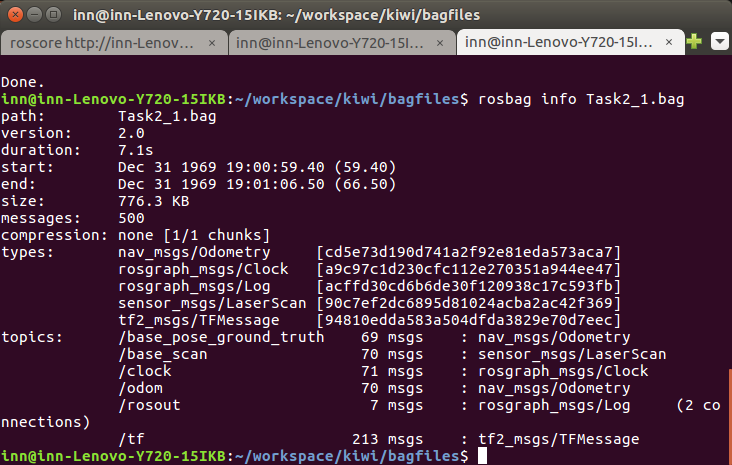 inn@inn-Lenovo-Y720-15IKB: ~/workspace/kiwi/bagfiles
roscore http://inn-Lenov... × inn@inn-Lenovo-Y720-15I... × inn@inn-Lenovo-Y720-15I... ×
Done.
inn@inn-Lenovo-Y720-15IKB:~/workspace/kiwi/bagfiles$ rosbag info Task2_1.bag
path:        Task2_1.bag
version:     2.0
duration:    7.1s
start:       Dec 31 1969 19:00:59.40 (59.40)
end:         Dec 31 1969 19:01:06.50 (66.50)
size:        776.3 KB
messages:    500
compression: none [1/1 chunks]
types:       nav_msgs/Odometry     [cd5e73d190d741a2f92e81eda573aca7]
             rosgraph_msgs/Clock   [a9c97c1d230cfc112e270351a944ee47]
             rosgraph_msgs/Log     [acffd30cd6b6de30f120938c17c593fb]
             sensor_msgs/LaserScan [90c7ef2dc6895d81024acba2ac42f369]
             tf2_msgs/TFMessage    [94810edda583a504dfda3829e70d7eec]
topics:      /base_pose_ground_truth    69 msgs    : nav_msgs/Odometry
             /base_scan                 70 msgs    : sensor_msgs/LaserScan
             /clock                     71 msgs    : rosgraph_msgs/Clock
             /odom                      70 msgs    : nav_msgs/Odometry
             /rosout                     7 msgs    : rosgraph_msgs/Log     (2 co
nnections)
             /tf                       213 msgs    : tf2_msgs/TFMessage
inn@inn-Lenovo-Y720-15IKB:~/workspace/kiwi/bagfiles$